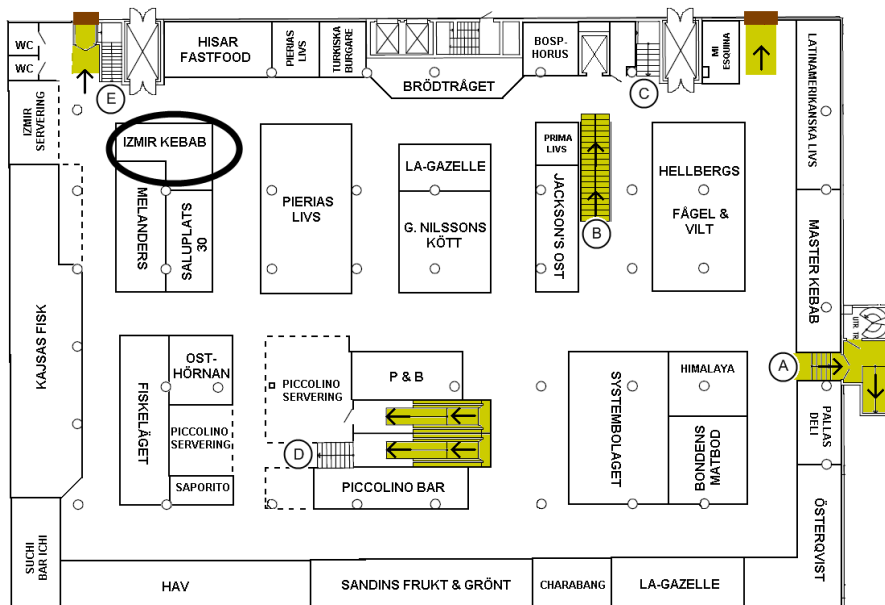 WC
WC
HISAR
FASTFOOD
PIERIAS
LIVS
TURKISKA
BURGARE
BRÖDTRÅGET
BOSP-
HORUS
MI
ESQUINA
LATINAMERIKANSKA LIVS
E
C
IZMIR
SERVERING
IZMIR KEBAB
MELANDERS
SALUPLATS
30
PIERIAS
LIVS
LA-GAZELLE
G. NILSSONS
KÖTT
PRIMA
LIVS
JACKSON'S OST
B
HELLBERGS
FÅGEL &
VILT
MASTER KEBAB
UTR. TR.
KAJSAS FISK
FISKELÄGET
OST-
HÖRNAN
PICCOLINO
SERVERING
SAPORITO
PICCOLINO
SERVERING
P & B
D
PICCOLINO BAR
SYSTEMBOLAGET
HIMALAYA
BONDENS
MATBOD
A
PALLAS
DELI
ÖSTERQVIST
SUCHI
BAR ICHI
HAV
SANDINS FRUKT & GRÖNT
CHARABANG
LA-GAZELLE